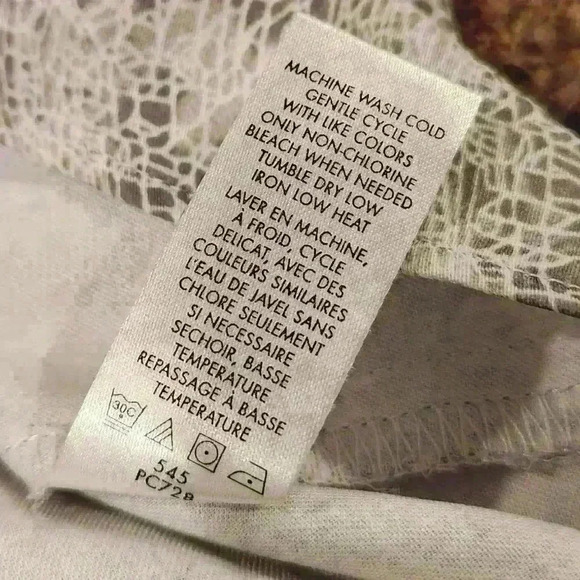 MACHINE WASH COLD
GENTLE CYCLE
WITH LIKE COLORS
ONLY NON-CHLORINE
BLEACH WHEN NEEDED
TUMBLE DRY LOW
IRON LOW HEAT
LAVER EN MACHINE,
À FROID, CYCLE
DELICAT, AVEC DES
COULEURS SIMILAIRES
L'EAU DE JAVEL SANS
CHLORE SEULEMENT
SI NECESSAIRE
SECHOIR, BASSE
TEMPERATURE
REPASSAGE À BASSE
TEMPERATURE
30C
545
PC728